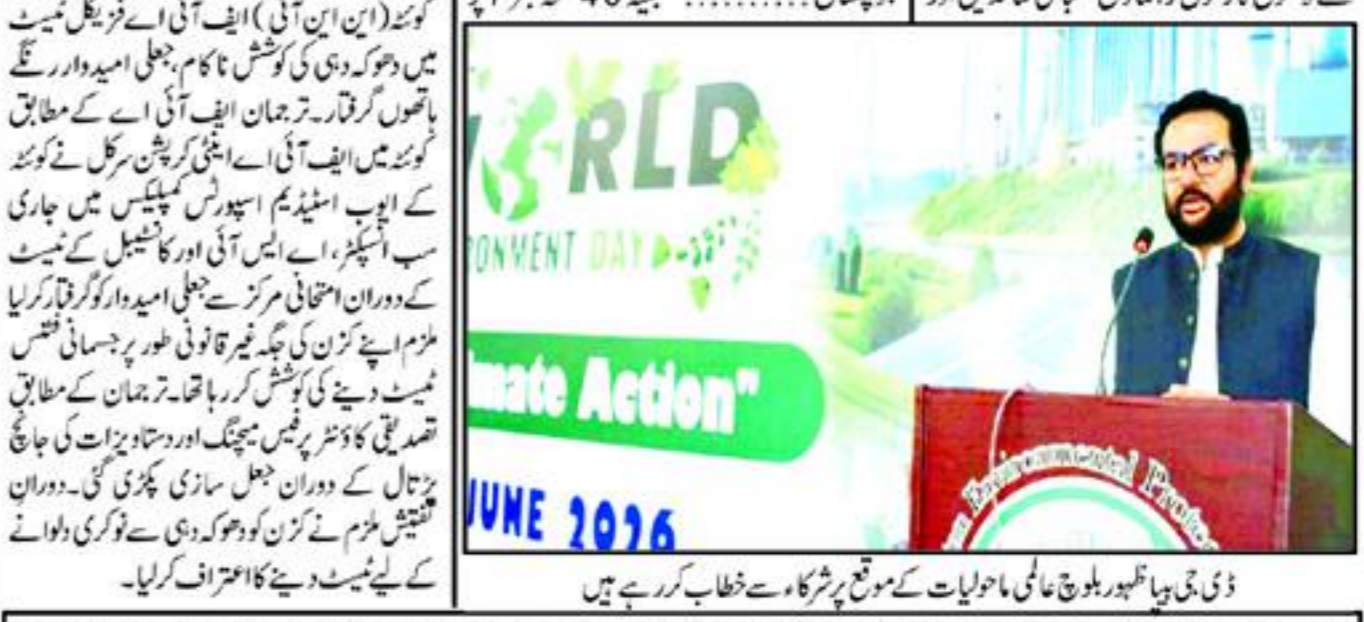 کوئٹہ (این این آئی) ایف آئی اے فزیکل ٹیسٹ
میں دھوکہ دہی کی کوشش ناکام، جعلی امیدوار رنگے
ہاتھوں گرفتار۔ ترجمان ایف آئی اے کے مطابق
کوئٹہ میں ایف آئی اے اینٹی کرپشن سرکل نے کوئٹہ
کے ایوب اسٹیڈیم اسپورٹس کمپلیکس میں جاری
سب انسپکٹر، اے ایس آئی اور کانشیبل کے ٹیسٹ
کے دوران امتحانی مرکز سے جعلی امیدوار کو گرفتار کرلیا
ملزم اپنے کزن کی جگہ غیر قانونی طور پر جسمانی فٹنس
ٹیسٹ دینے کی کوشش کر رہا تھا۔ ترجمان کے مطابق
تصدیقی کاؤنٹر پر فیس میچنگ اور دستاویزات کی جانچ
پڑتال کے دوران جعل سازی پکڑی گئی۔ دوران
تفتیش ملزم نے کزن کو دھوکہ دہی سے نوکری دلوانے
کے لیے ٹیسٹ دینے کا اعتراف کرلیا۔
WORLD
ONMENT DAY
mate Action"
JUNE 2026
Environmental Protec
ڈی جی بیپا ظہور بلوچ عالمی ماحولیات کے موقع پر شرکاء سے خطاب کر رہے ہیں